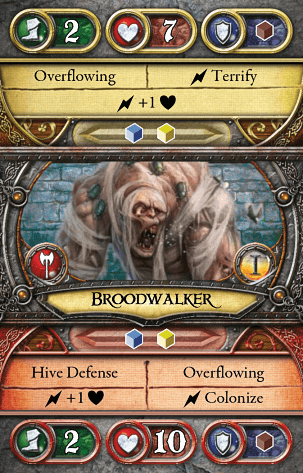 2 7
Overflowing Terrify
+1
I
BROODWALKER
Hive Defense Overflowing
+1 Colonize
2 10